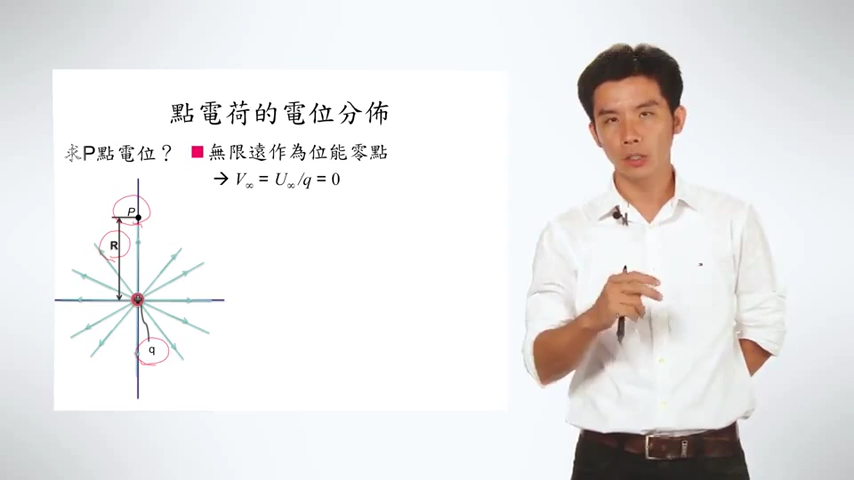 點電荷的電位分佈
求P點電位？ ■無限遠作為位能零點
→ V∞ = U∞/q = 0
P
R
q